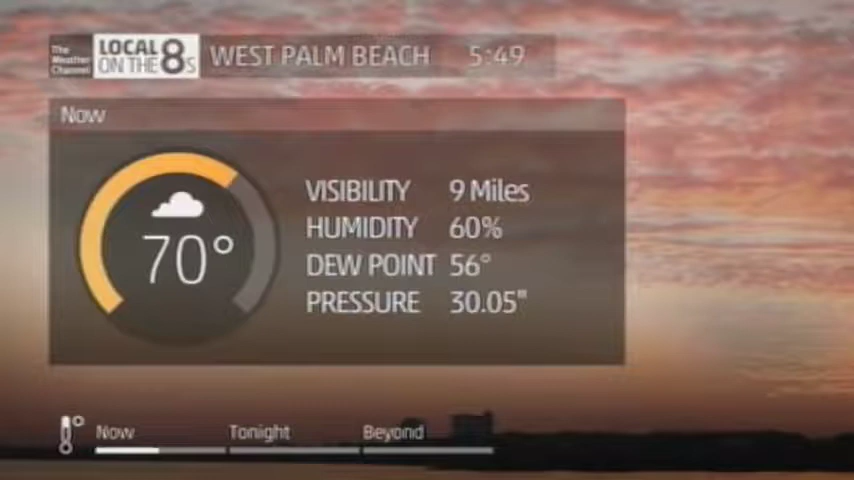 The Weather Channel LOCAL ON THE 8s WEST PALM BEACH 5:49
Now
70°
VISIBILITY 9 Miles
HUMIDITY 60%
DEW POINT 56°
PRESSURE 30.05"
Now Tonight Beyond